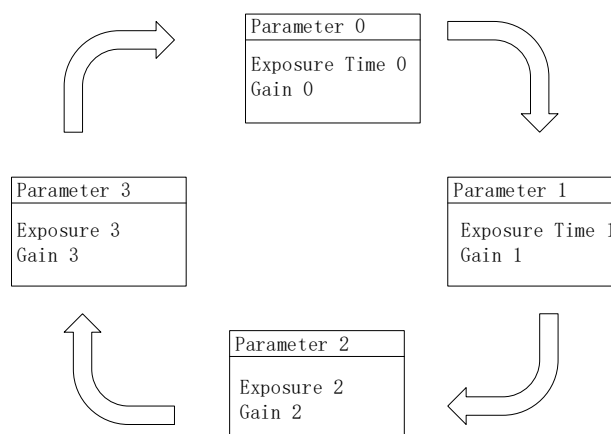 Parameter 0
Exposure Time 0
Gain 0
Parameter 3
Exposure 3
Gain 3
Parameter 1
Exposure Time 1
Gain 1
Parameter 2
Exposure 2
Gain 2